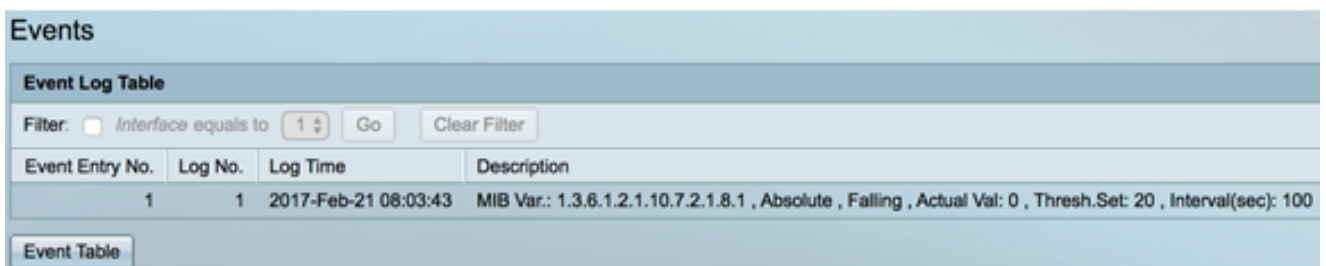 Events
Event Log Table
Filter: Interface equals to 1 Go Clear Filter
Event Entry No. Log No. Log Time Description
1 1 2017-Feb-21 08:03:43 MIB Var.: 1.3.6.1.2.1.10.7.2.1.8.1 , Absolute , Falling , Actual Val: 0 , Thresh.Set: 20 , Interval(sec): 100
Event Table